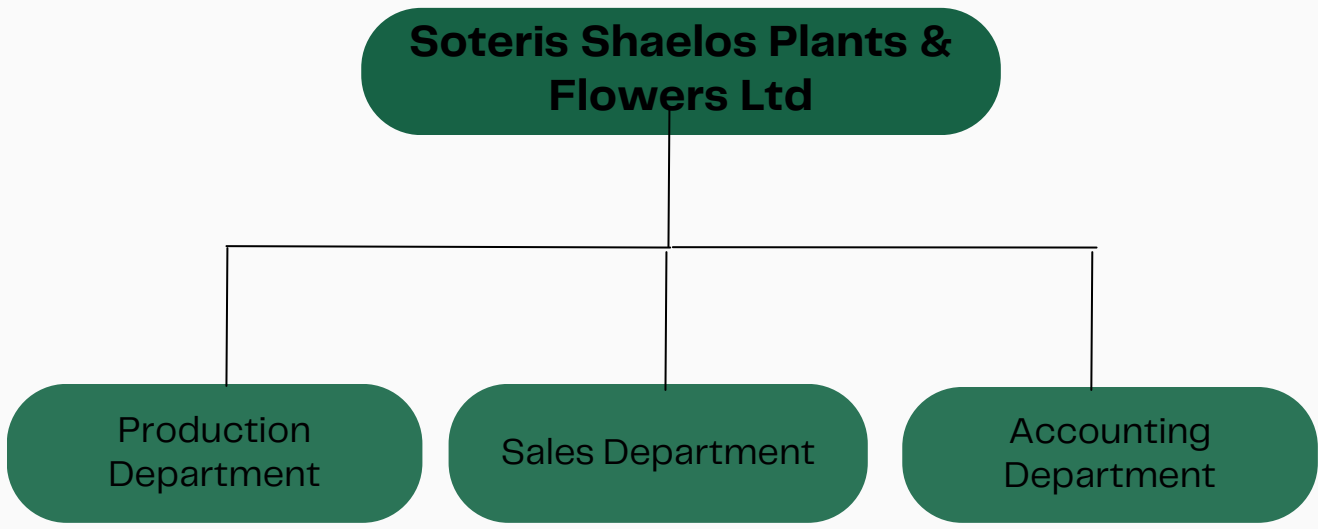 Soteris Shaelos Plants &
Flowers Ltd
Production
Department
Sales Department
Accounting
Department